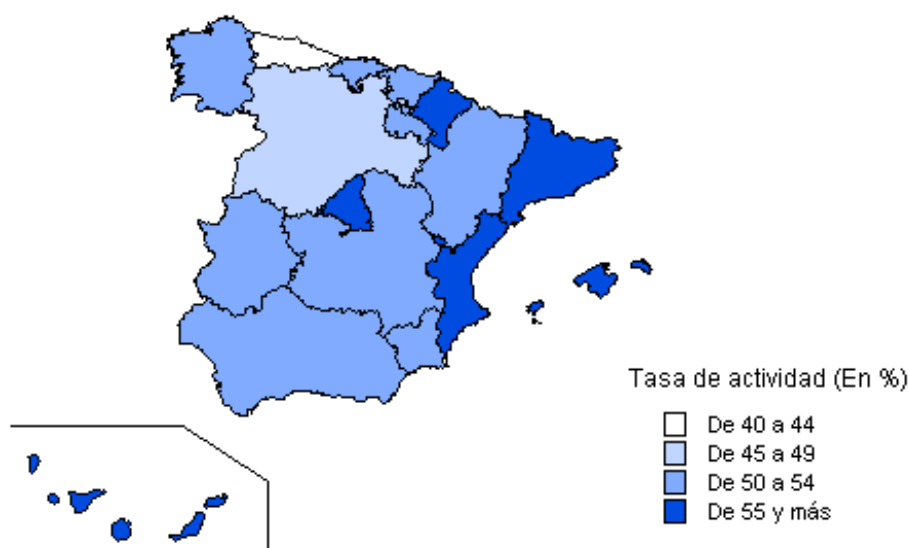 Tasa de actividad (En %)
De 40 a 44
De 45 a 49
De 50 a 54
De 55 y más